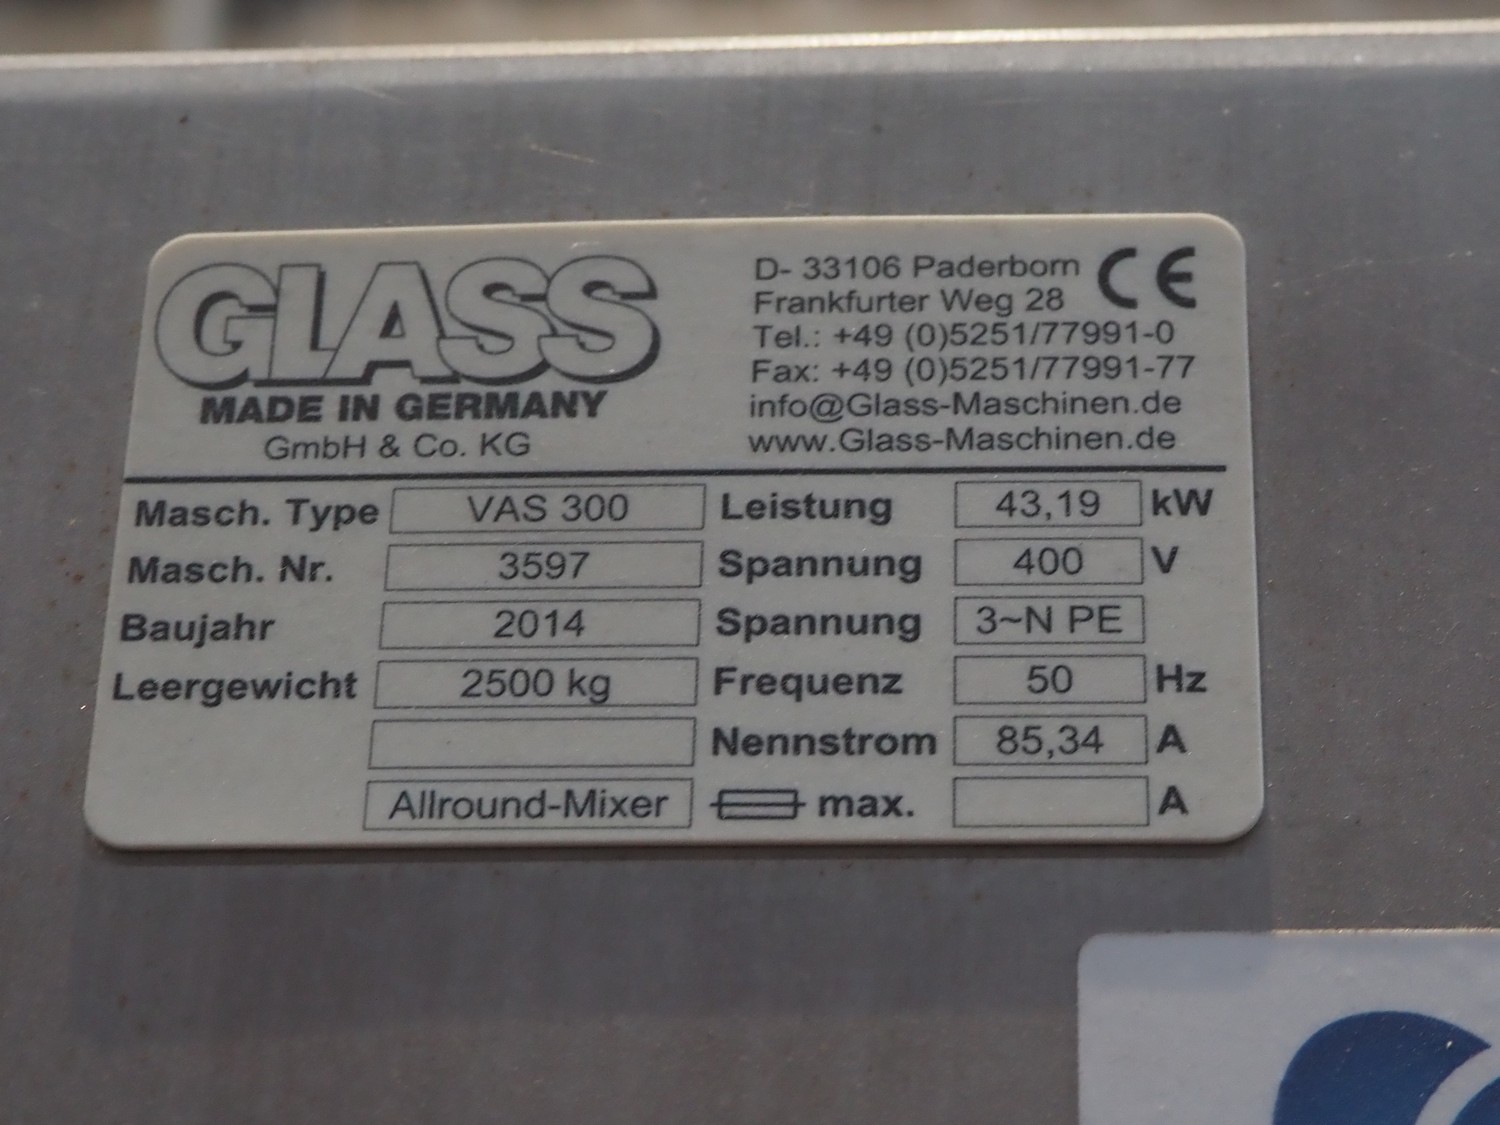 GLASS
MADE IN GERMANY
GmbH & Co. KG
D- 33106 Paderborn
CE
Frankfurter Weg 28
Tel.: +49 (0)5251/77991-0
Fax: +49 (0)5251/77991-77
info@Glass-Maschinen.de
www.Glass-Maschinen.de
Masch. Type VAS 300 Leistung 43,19 kW
Masch. Nr. 3597 Spannung 400 V
Baujahr 2014 Spannung 3~N PE
Leergewicht 2500 kg Frequenz 50 Hz
Nennstrom 85,34 A
Allround-Mixer max. A